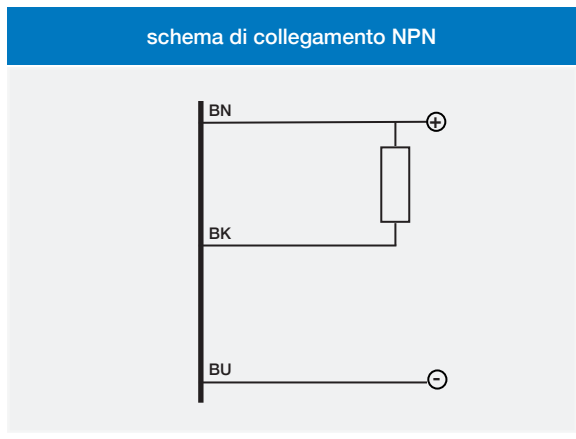 schema di collegamento NPN
BN
+
BK
BU
-